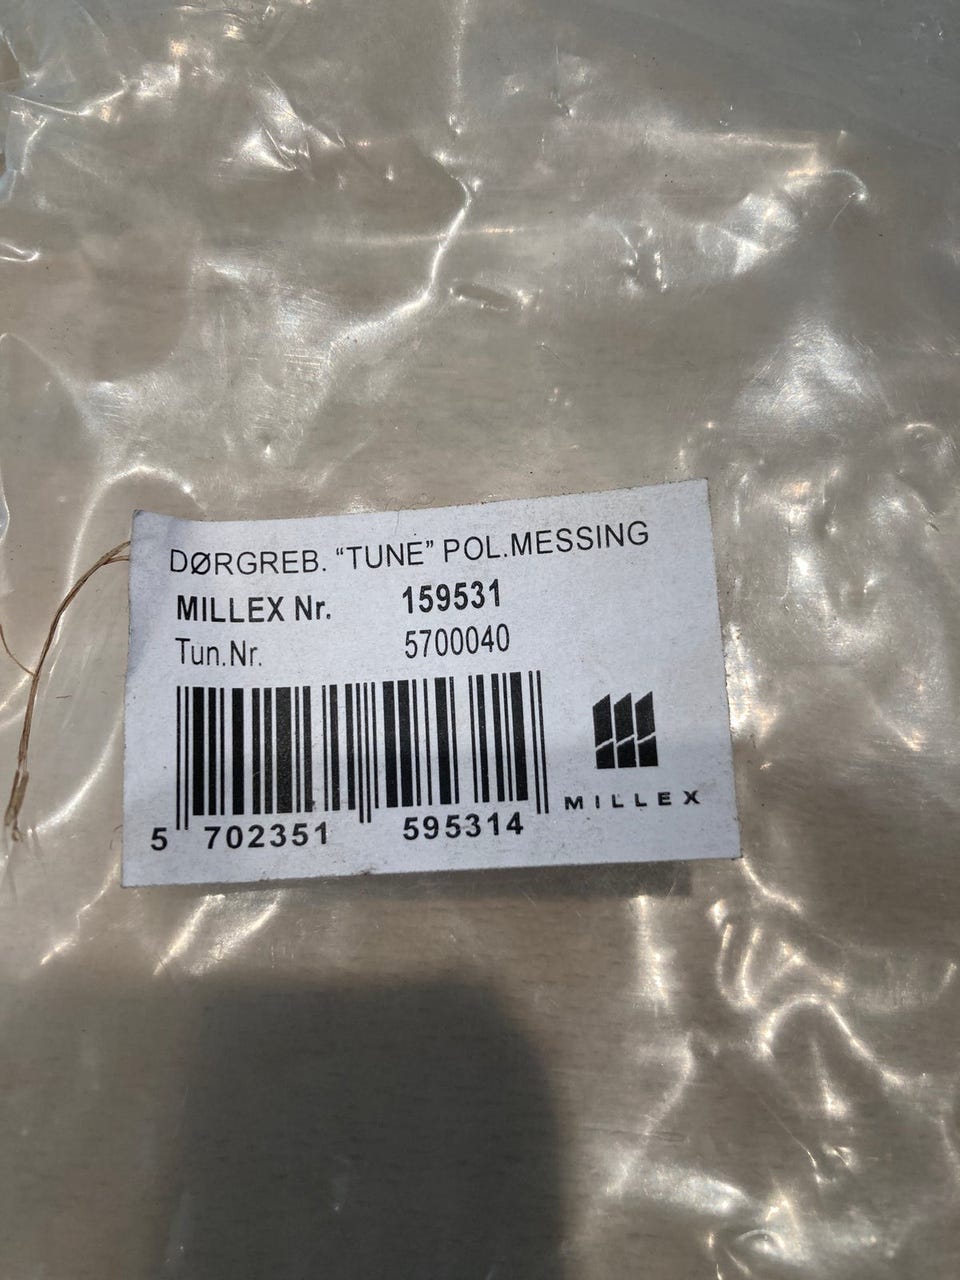 DØRGREB. “TUNE” POL.MESSING
MILLEX Nr. 159531
Tun.Nr. 5700040
5 702351 595314
MILLEX